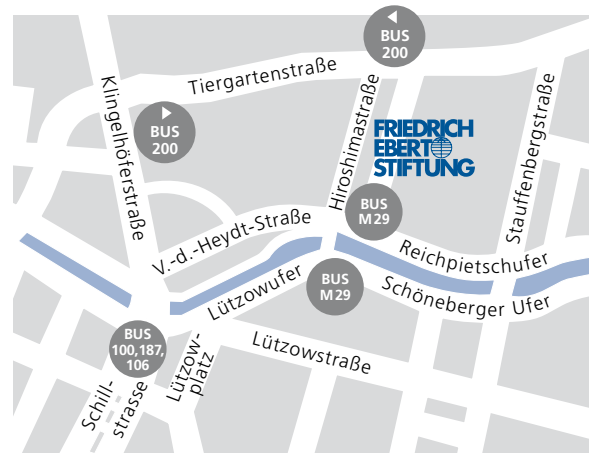 ◀
BUS
200
Tiergartenstraße
Klingelhöferstraße
▶
BUS
200
Hiroshimastraße
FRIEDRICH
EBERT
STIFTUNG
Stauffenbergstraße
BUS
M29
V.-d.-Heydt-Straße
Reichpietschufer
BUS
M29
Lützowufer
Schöneberger Ufer
BUS
100,187,
106
Lützow-
platz
Lützowstraße
Schill-
strasse